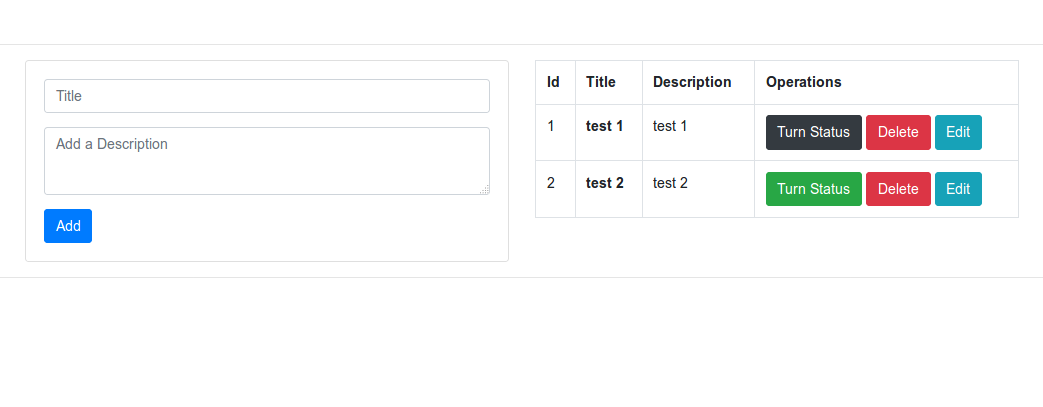 Title
Add a Description
Add
Id Title Description Operations
1 test 1 test 1 Turn Status Delete Edit
2 test 2 test 2 Turn Status Delete Edit